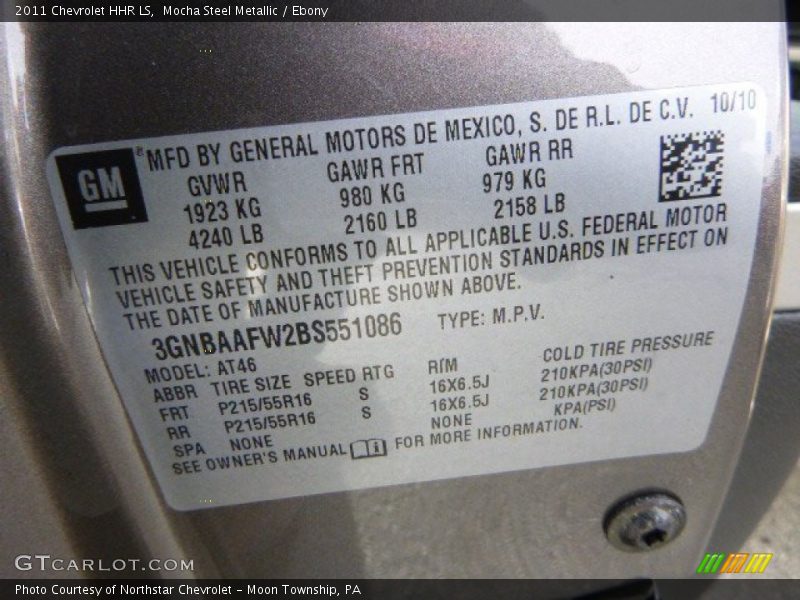 2011 Chevrolet HHR LS,  Mocha Steel Metallic / Ebony
GM ® MFD BY GENERAL MOTORS DE MEXICO, S. DE R.L. DE C.V. 10/10
GVWR GAWR FRT GAWR RR
1923 KG 980 KG 979 KG
4240 LB 2160 LB 2158 LB
THIS VEHICLE CONFORMS TO ALL APPLICABLE U.S. FEDERAL MOTOR
VEHICLE SAFETY AND THEFT PREVENTION STANDARDS IN EFFECT ON
THE DATE OF MANUFACTURE SHOWN ABOVE.
3GNBAAFW2BS551086 TYPE: M.P.V.
MODEL: AT46
ABBR TIRE SIZE SPEED RTG RIM COLD TIRE PRESSURE
FRT P215/55R16 S 16X6.5J 210KPA(30PSI)
RR P215/55R16 S 16X6.5J 210KPA(30PSI)
SPA NONE NONE KPA(PSI)
SEE OWNER'S MANUAL FOR MORE INFORMATION.
GTCARLOT.COM
Photo Courtesy of Northstar Chevrolet - Moon Township, PA